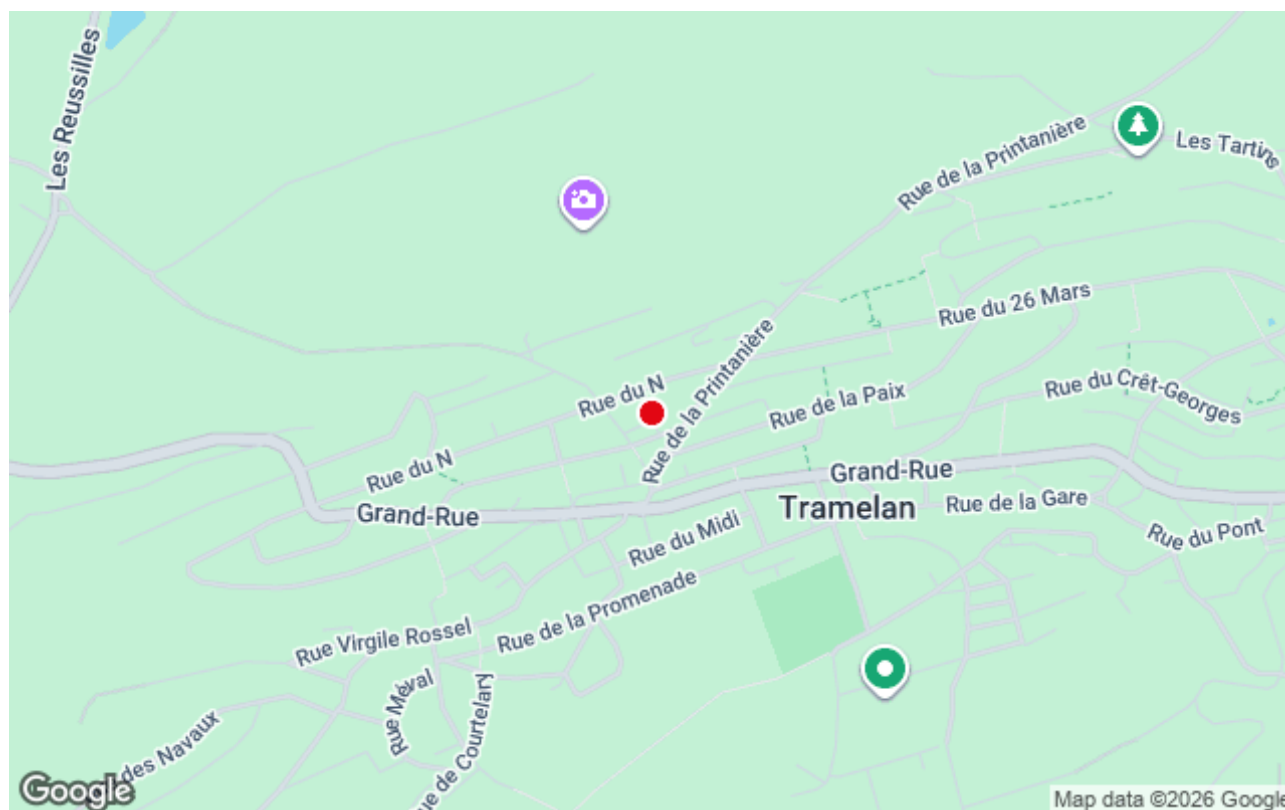 Les Reussilles
Rue de la Printanière
Les Tartins
Rue du 26 Mars
Rue du N
Rue de la Printanière
Rue de la Paix
Rue du Crêt-Georges
Rue du N
Grand-Rue
Grand-Rue
Tramelan
Rue de la Gare
Rue du Midi
Rue du Pont
Rue de la Promenade
Rue Virgile Rossel
Rue Méval
des Navaux
ue de Courtelary
Google
Map data ©2026 Google